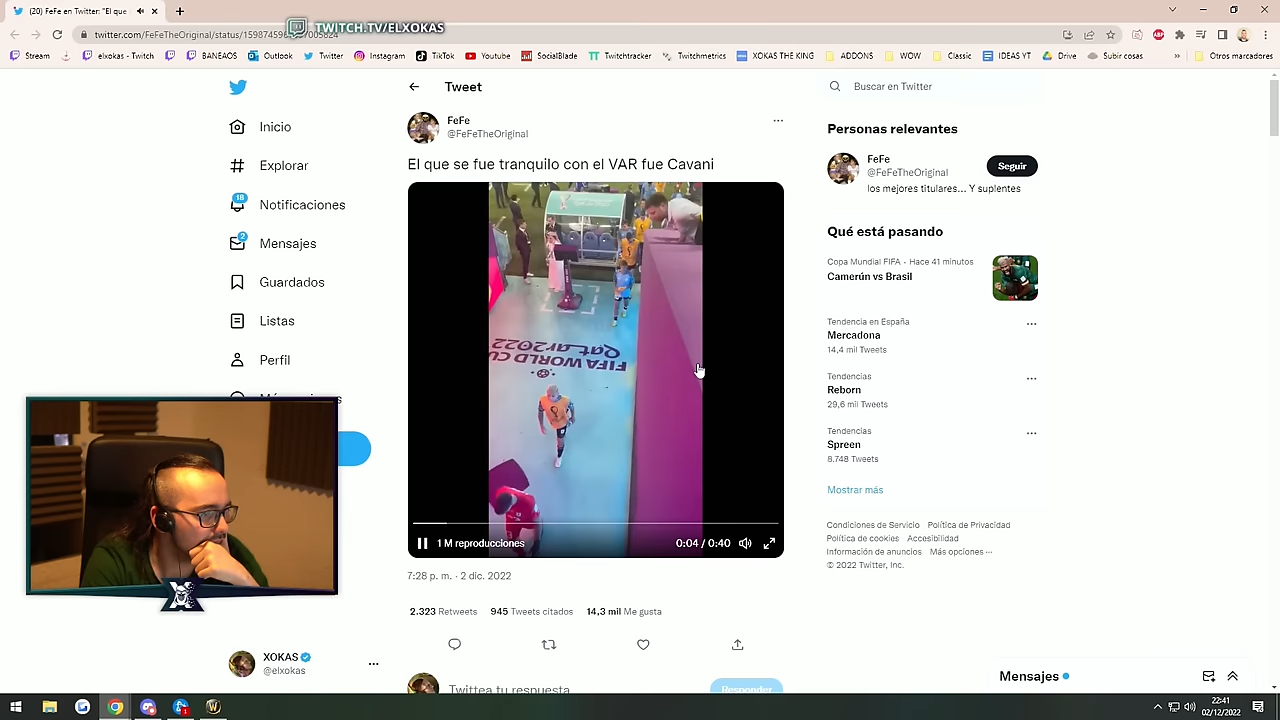 (20) FeFe en Twitter: "El que
TWITCH.TV/ELXOKAS
twitter.com/FeFeTheOriginal/status/
Stream
elxokas - Twitch
VP
BANEAOS
Outlook
Twitter
Instagram
TikTok
Youtube
SocialBlade
Twitchtracker
Twitchmetrics
XOKAS THE KING
ADDONS
WOW
Classic
IDEAS YT
Drive
Subir cosas
»
Otros marcadores
Inicio
Explorar
18
Notificaciones
2
Mensajes
Guardados
Listas
Perfil
XOKAS
@elxokas
Tweet
FeFe
@FeFeTheOriginal
El que se fue tranquilo con el VAR fue Cavani
FIFA WORLD CUP
Qatar2022
1 M reproducciones
0:04 / 0:40
7:28 p. m. · 2 dic. 2022
2.323 Retweets 945 Tweets citados 14,3 mil Me gusta
Twittea tu respuesta
Responder
Buscar en Twitter
Personas relevantes
FeFe
@FeFeTheOriginal
Seguir
los mejores titulares... Y suplentes
Qué está pasando
Copa Mundial FIFA · Hace 41 minutos
Camerún vs Brasil
Tendencia en España
Mercadona
14,4 mil Tweets
Tendencias
Reborn
29,6 mil Tweets
Tendencias
Spreen
8.748 Tweets
Mostrar más
Condiciones de Servicio Política de Privacidad
Política de cookies Accesibilidad
Información de anuncios Más opciones ···
© 2022 Twitter, Inc.
Mensajes
22:41
02/12/2022